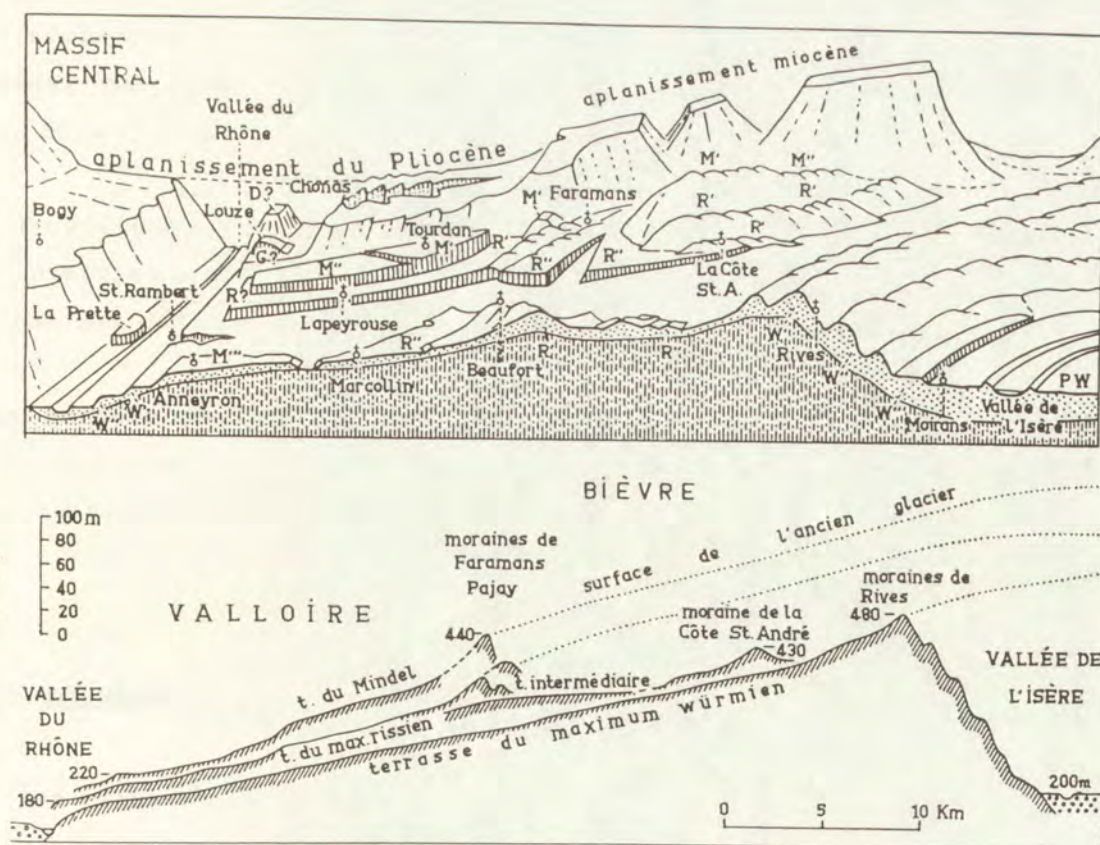 MASSIF
CENTRAL
aplanissement miocène
Vallée du
Rhône
aplanissement du Pliocène
D?
Chonas
M'
M''
Bogy
Louze
M'
Faramans
R'
R'
Tourdan
G?
M'
R'
R'
M''
R''
R''
St. Rambert
R?
La Côte
St. A.
La Prette
Lapeyrouse
R''
M'''
R
R
W
Rives
Beaufort
Marcollin
Anneyron
W
W
W
W
Moirans
PW
Vallée de
l'Isère
BIÈVRE
100 m
80
60
40
20
0
moraines de
Faramans
Pajay
surface de l'ancien glacier
moraines de
Rives
480
VALLOIRE
moraine de la
Côte St. André
430
440
VALLÉE DE
L'ISÈRE
t. du Mindel
t. intermédiaire
VALLÉE
DU
RHÔNE
t. du max. rissien
terrasse du maximum würmien
220
180
200m
0 5 10 Km